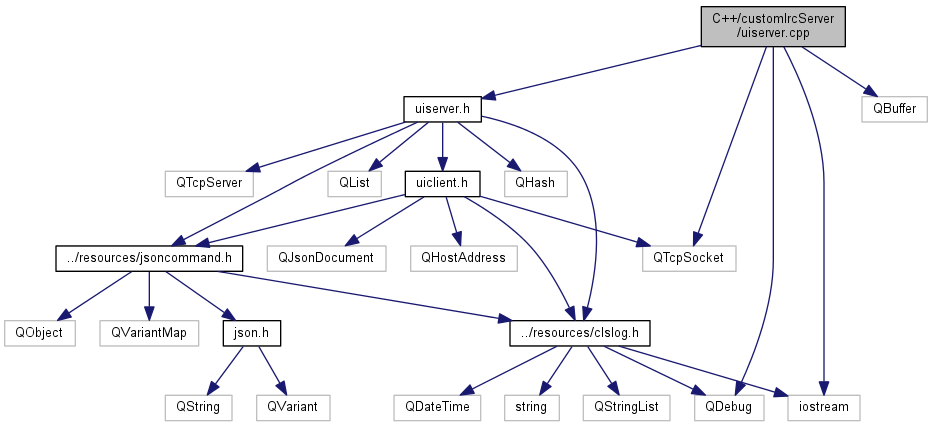 C++/customIrcServer
/uiserver.cpp
uiserver.h
QBuffer
QTcpServer
QList
uiclient.h
QHash
../resources/jsoncommand.h
QJsonDocument
QHostAddress
QTcpSocket
QObject
QVariantMap
json.h
../resources/clslog.h
QString
QVariant
QDateTime
string
QStringList
QDebug
iostream